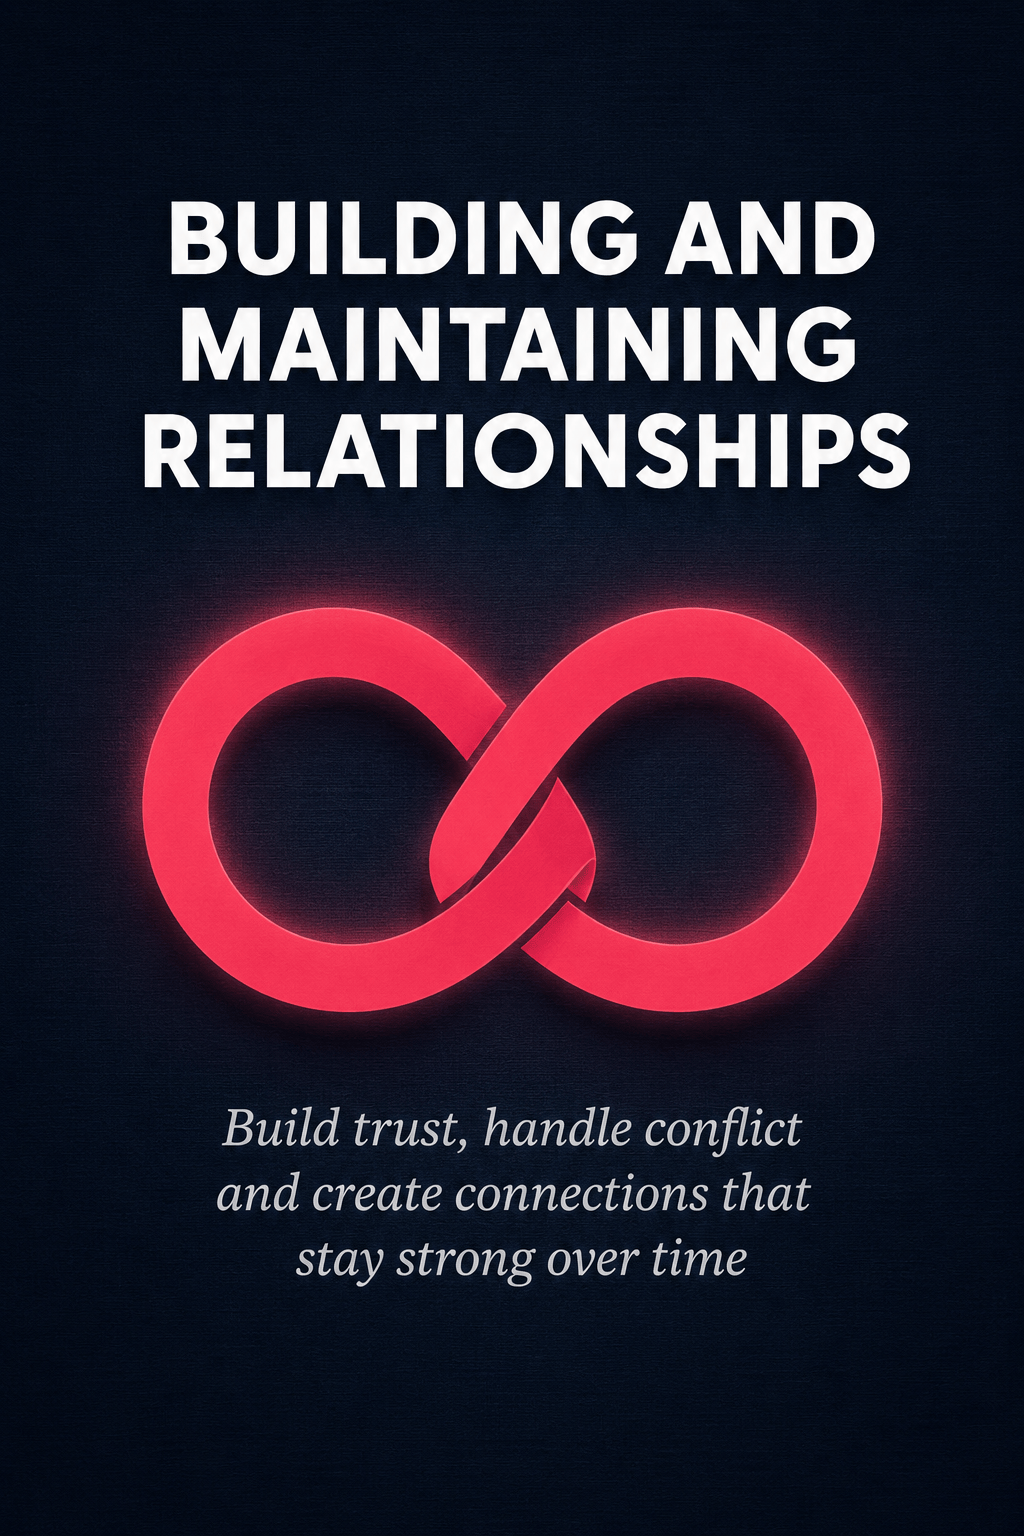 BUILDING AND
MAINTAINING
RELATIONSHIPS
Build trust, handle conflict
and create connections that
stay strong over time